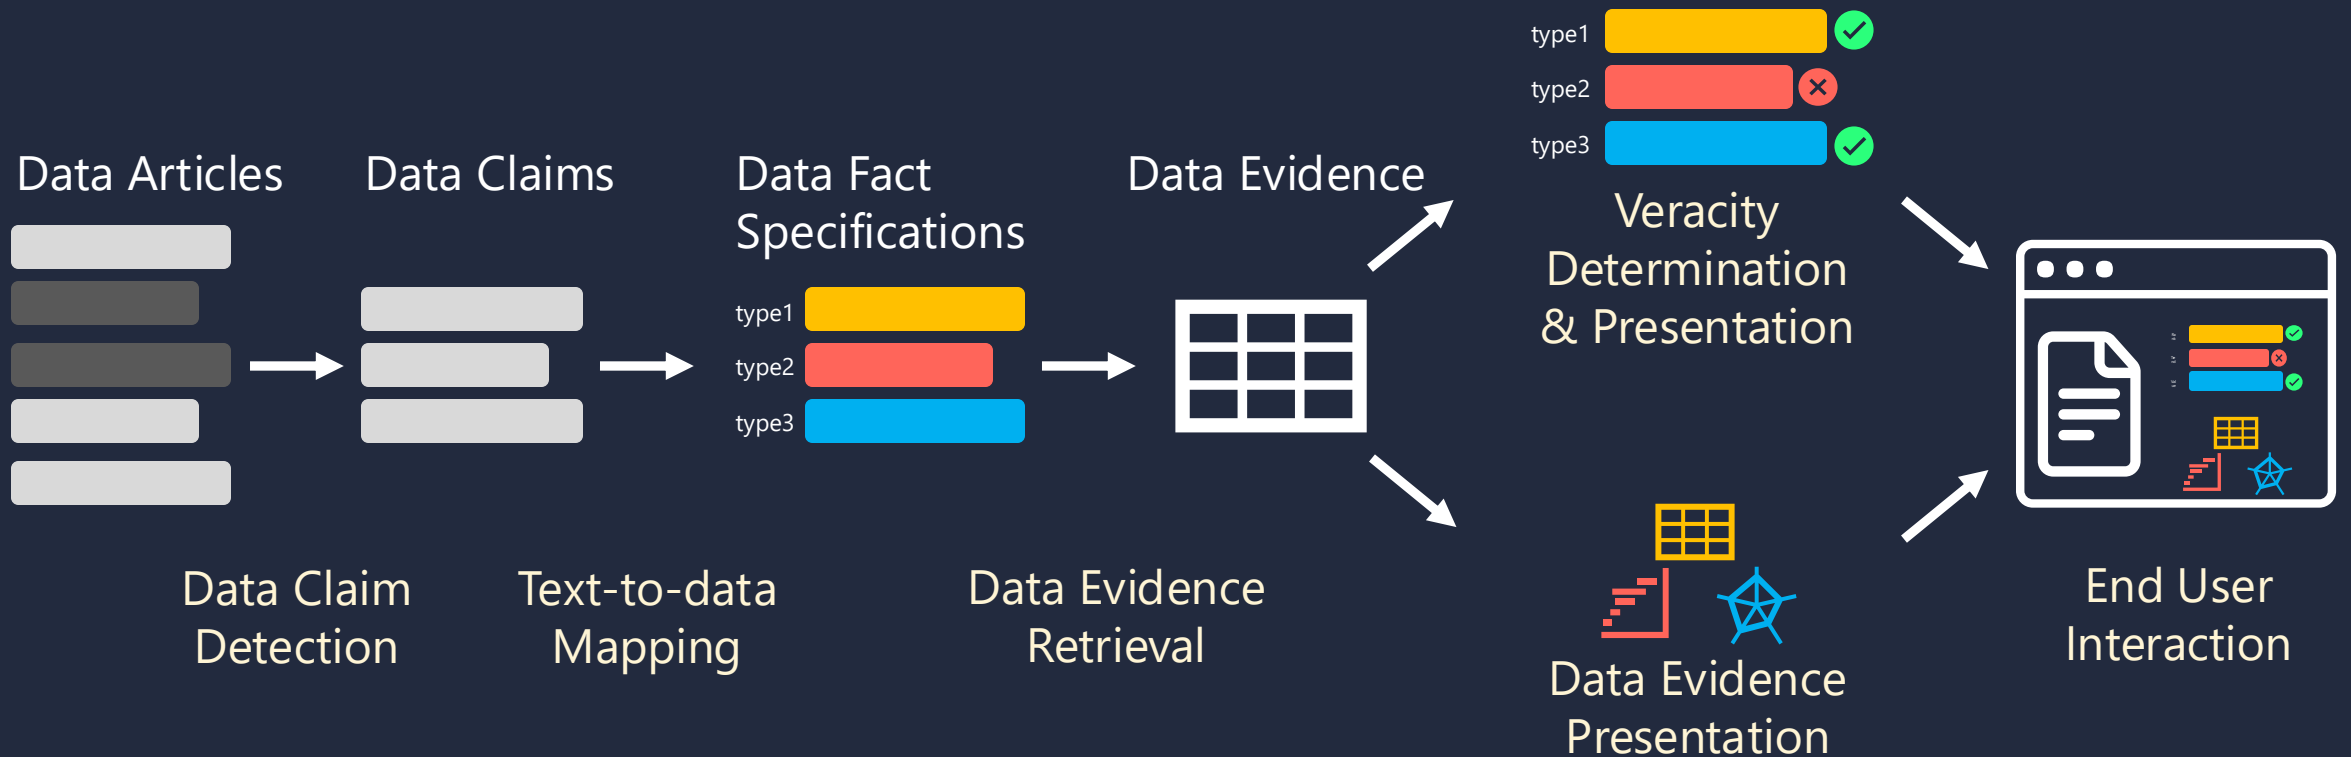 Data Articles
Data Claims
Data Fact
Specifications
type1
type2
type3
Data Evidence
type1
type2
type3
Veracity
Determination
& Presentation
Data Claim
Detection
Text-to-data
Mapping
Data Evidence
Retrieval
Data Evidence
Presentation
End User
Interaction